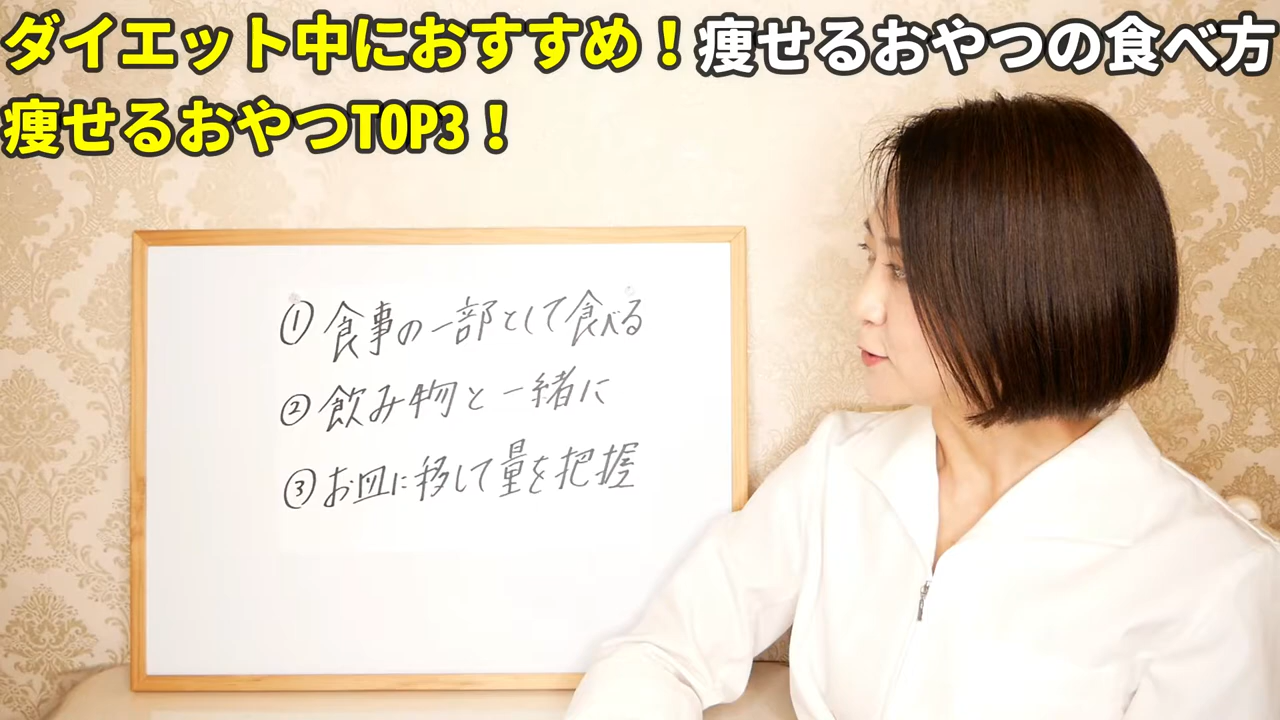 ダイエット中におすすめ！痩せるおやつの食べ方
痩せるおやつTOP3！
①食事の一部として食べる
②飲み物と一緒に
③お皿に移して量を把握